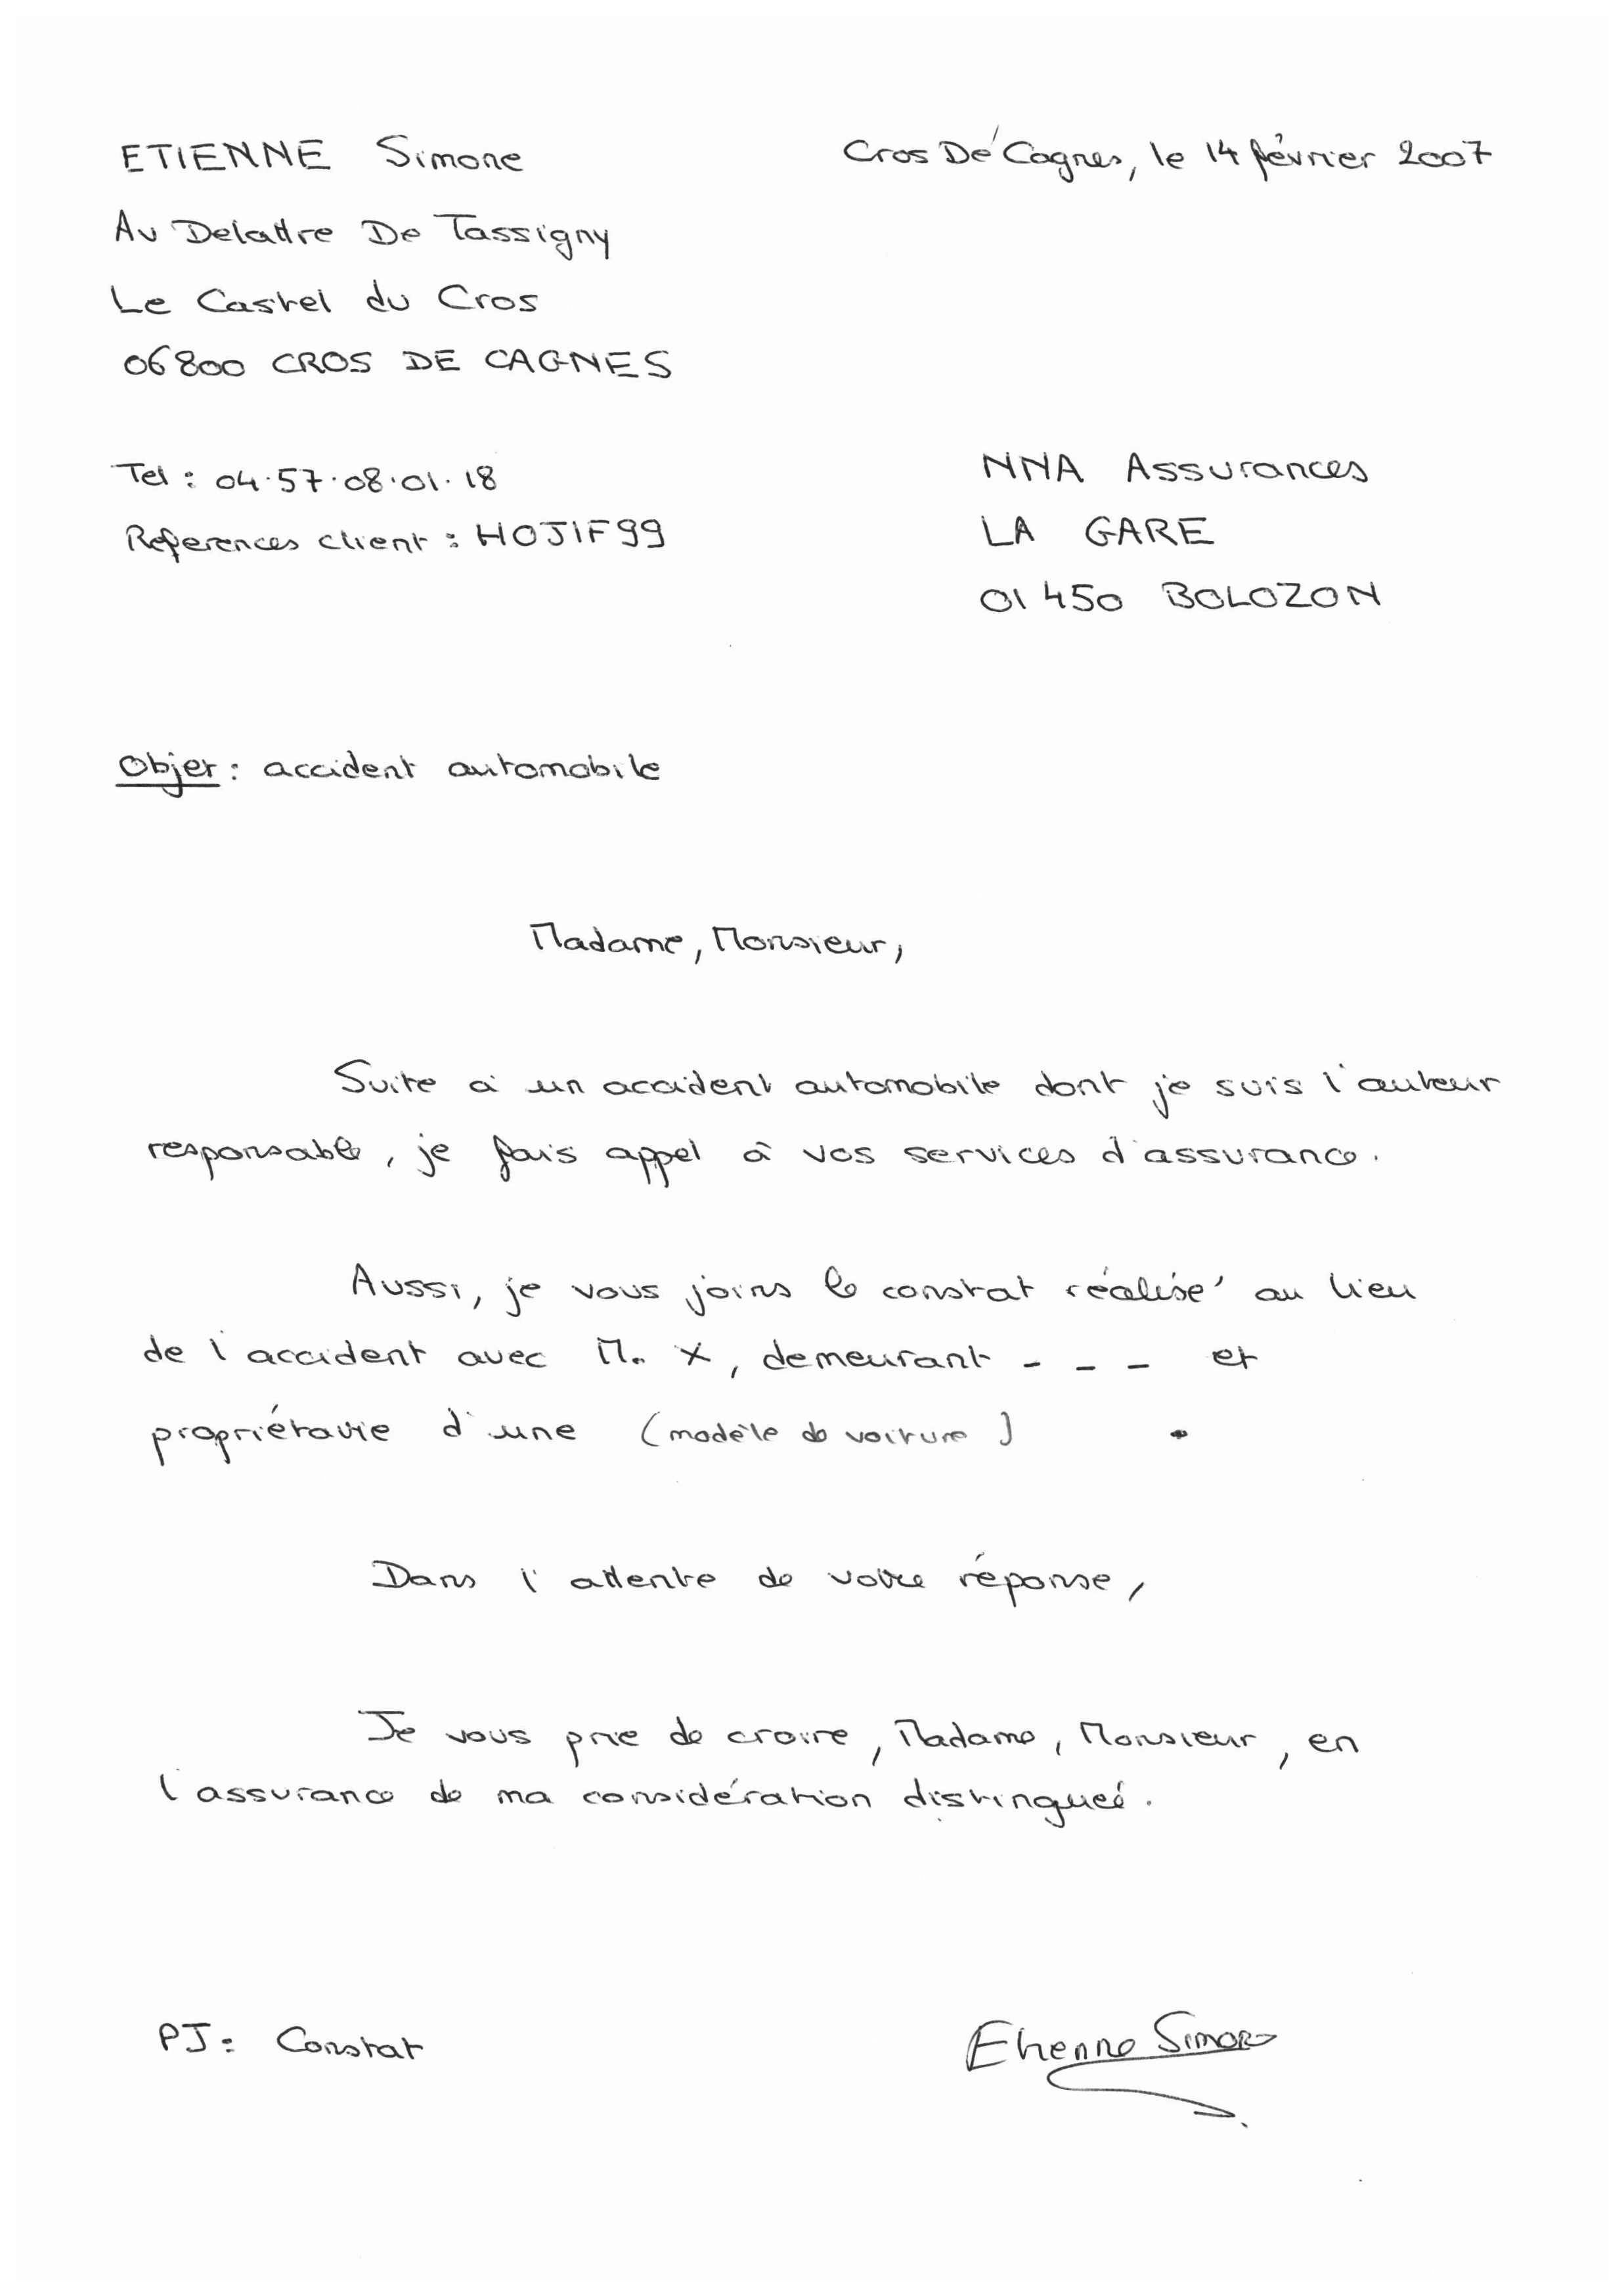 ETIENNE Simone
Cros De Cagnes, le 14 février 2007
Av Delattre De Tassigny
Le Castel du Cros
06800 CROS DE CAGNES
Tel : 04.57.08.01.18
References client : HOJIF99
NNA Assurances
LA GARE
01450 BOLOZON
Objet : accident automobile
Madame, Monsieur,
Suite à un accident automobile dont je suis l'auteur
responsable, je fais appel à vos services d'assurance.
Aussi, je vous joins le constat réalisé au lieu
de l'accident avec M. X, demeurant - - - et
propriétaire d'une (modèle de voiture) .
Dans l'attente de votre réponse,
Je vous prie de croire, Madame, Monsieur, en
l'assurance de ma considération distinguée.
PJ : Constat
Etienne Simone